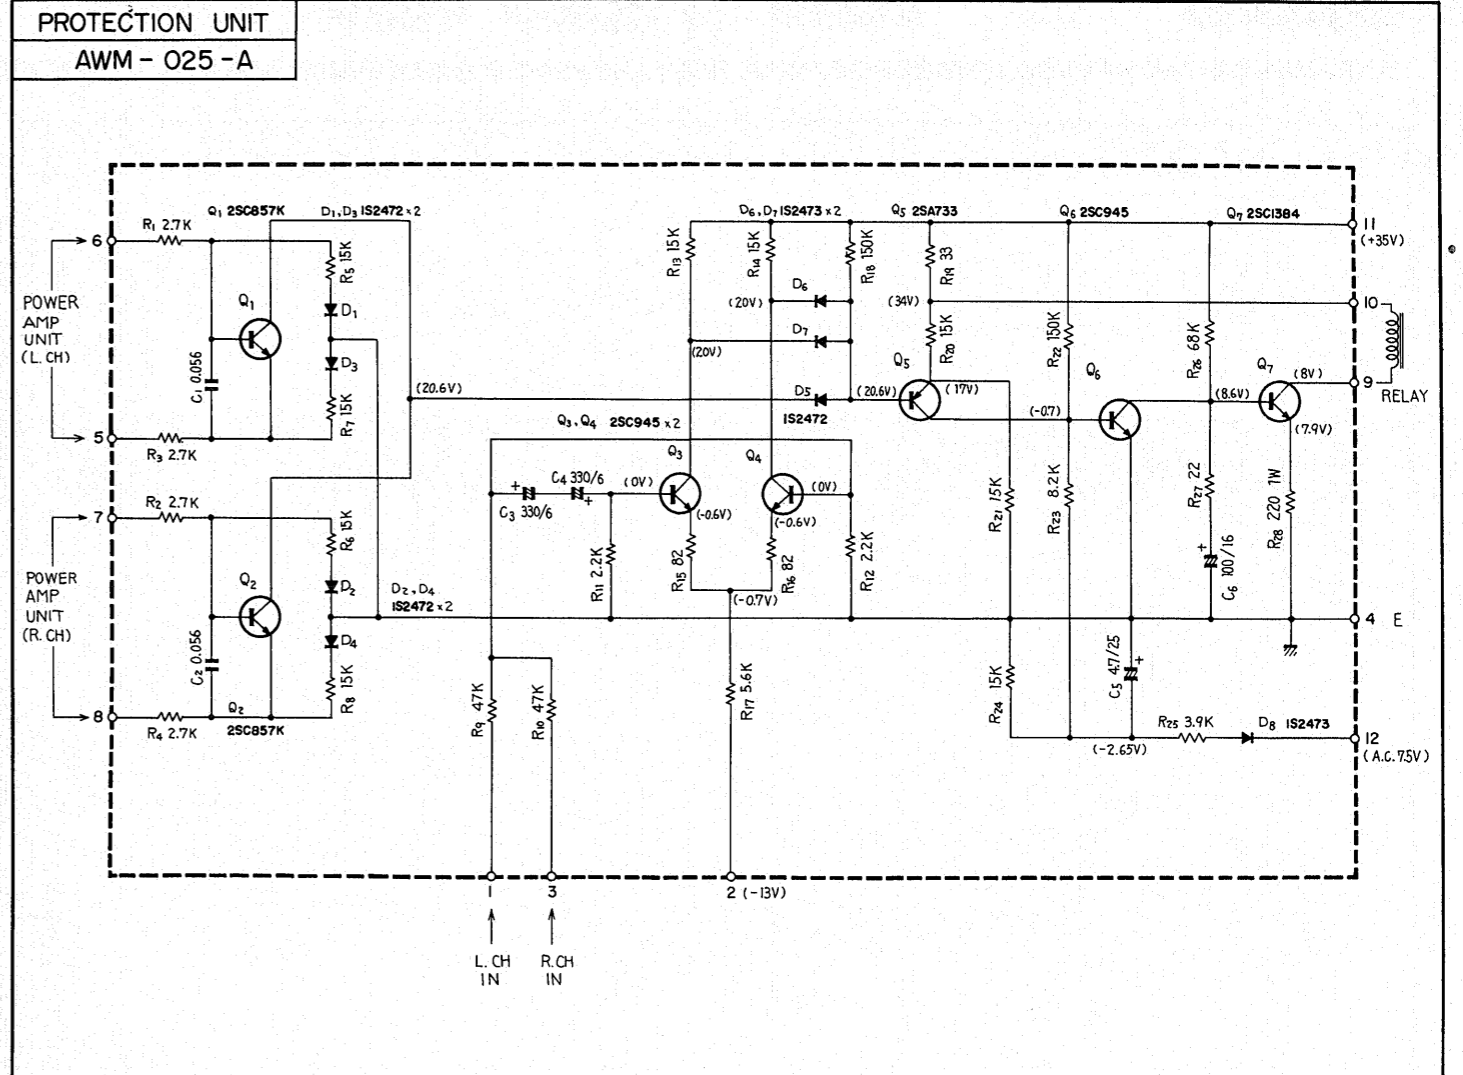 PROTECTION UNIT
AWM - 025 - A
Q1 2SC857K
D1, D3 1S2472 x 2
D6, D7 1S2473 x 2
Q5 2SA733
Q6 2SC945
Q7 2SC1384
11
(+35V)
R1 2.7K
6
R5 15K
R13 15K
R14 15K
R18 150K
R19 33
POWER
AMP
UNIT
(L. CH)
Q1
D1
D6
(20V)
(34V)
10
R20 15K
R22 150K
R26 68K
D7
(20V)
D3
C1 0.056
R7 15K
(20.6V)
D5
1S2472
(20.6V)
Q5
(17V)
Q6
Q7
(8V)
9
RELAY
(8.6V)
(-0.7)
(7.9V)
5
R3 2.7K
Q3, Q4 2SC945 x 2
Q3
Q4
C4 330/6
+
+
C3 330/6
(0V)
(0V)
(-0.6V)
(-0.6V)
R2 2.7K
7
R6 15K
R11 2.2K
R15 82
R16 82
R12 2.2K
R21 15K
R23 8.2K
R27 22
R28 220 1W
+
C6 100/16
POWER
AMP
UNIT
(R. CH)
Q2
D2
D2, D4
1S2472 x 2
(-0.7V)
4 E
D4
C2 0.056
R8 15K
8
R4 2.7K
Q2
2SC857K
R9 47K
R10 47K
R17 5.6K
R24 15K
C5 47/25
+
(-2.65V)
R25 3.9K
D8 1S2473
12
(A.C. 7.5V)
1
3
2 (-13V)
L. CH
IN
R.CH
IN